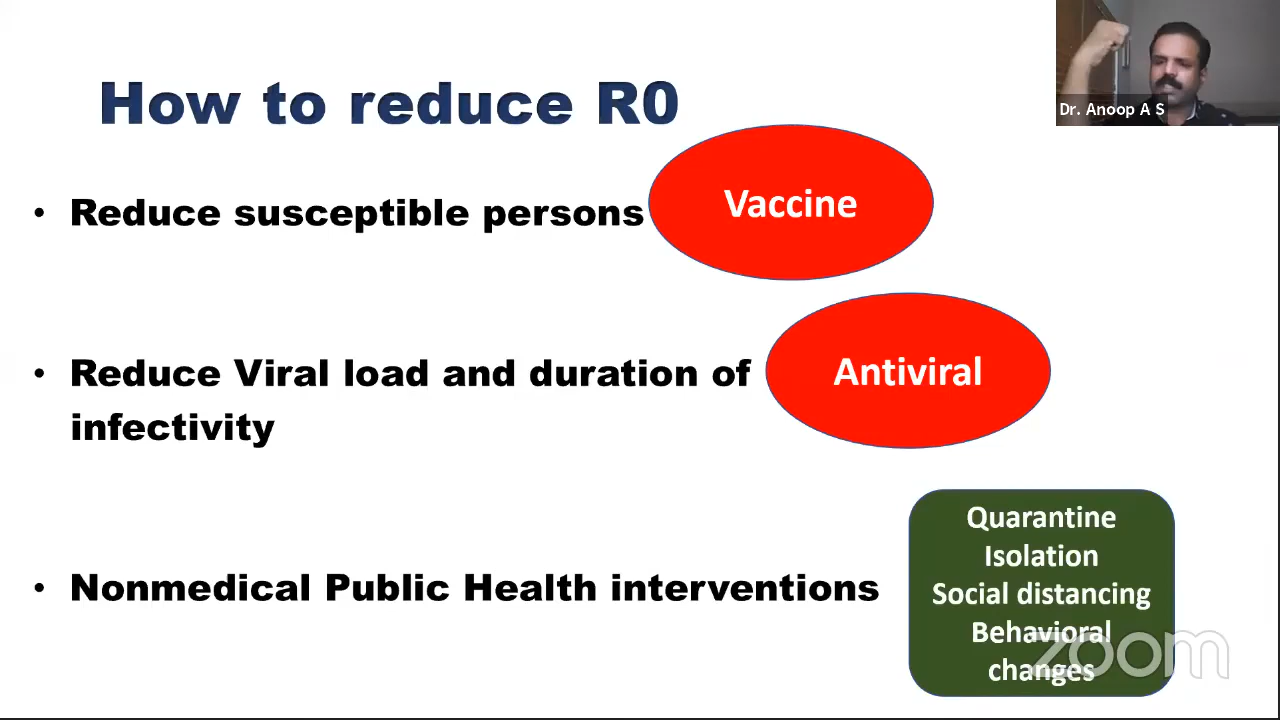 How to reduce R0
Dr. Anoop A S
• Reduce susceptible persons
Vaccine
• Reduce Viral load and duration of
infectivity
Antiviral
• Nonmedical Public Health interventions
Quarantine
Isolation
Social distancing
Behavioral
changes
zoom